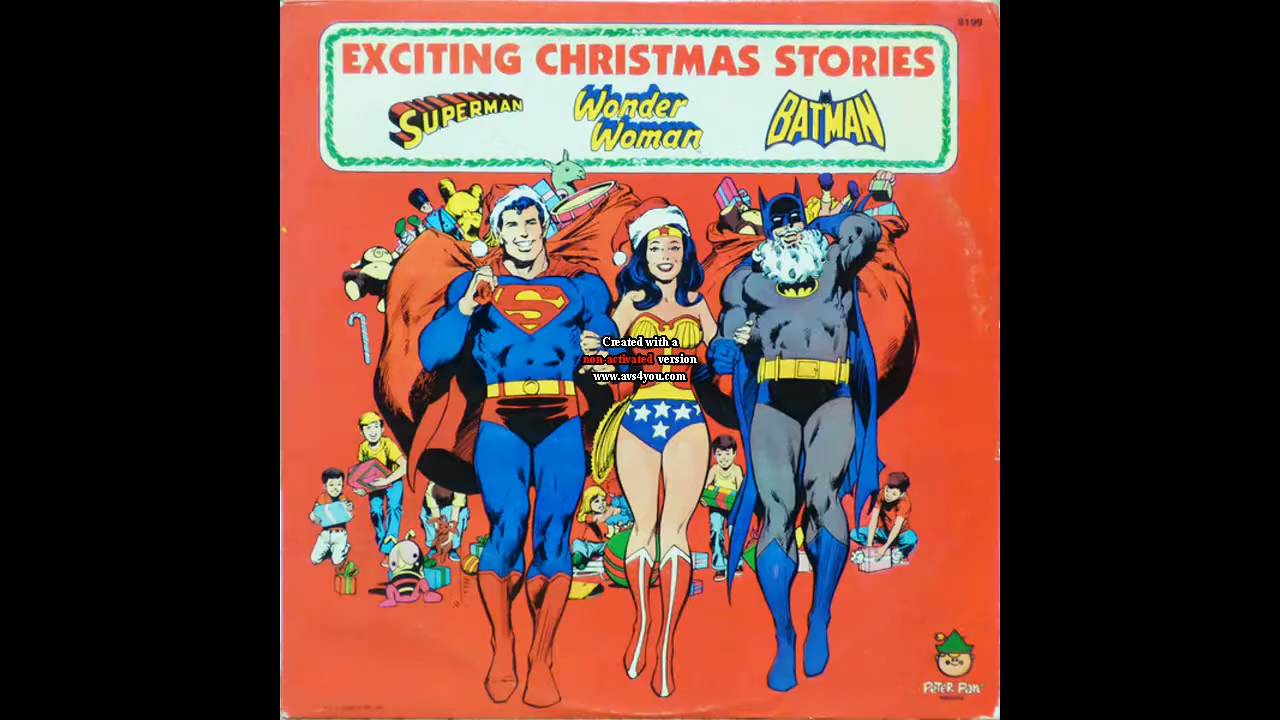 8199
EXCITING CHRISTMAS STORIES
SUPERMAN
Wonder
Woman
BATMAN
S
Created with a
non-activated version
www.avs4you.com
PETER PAN